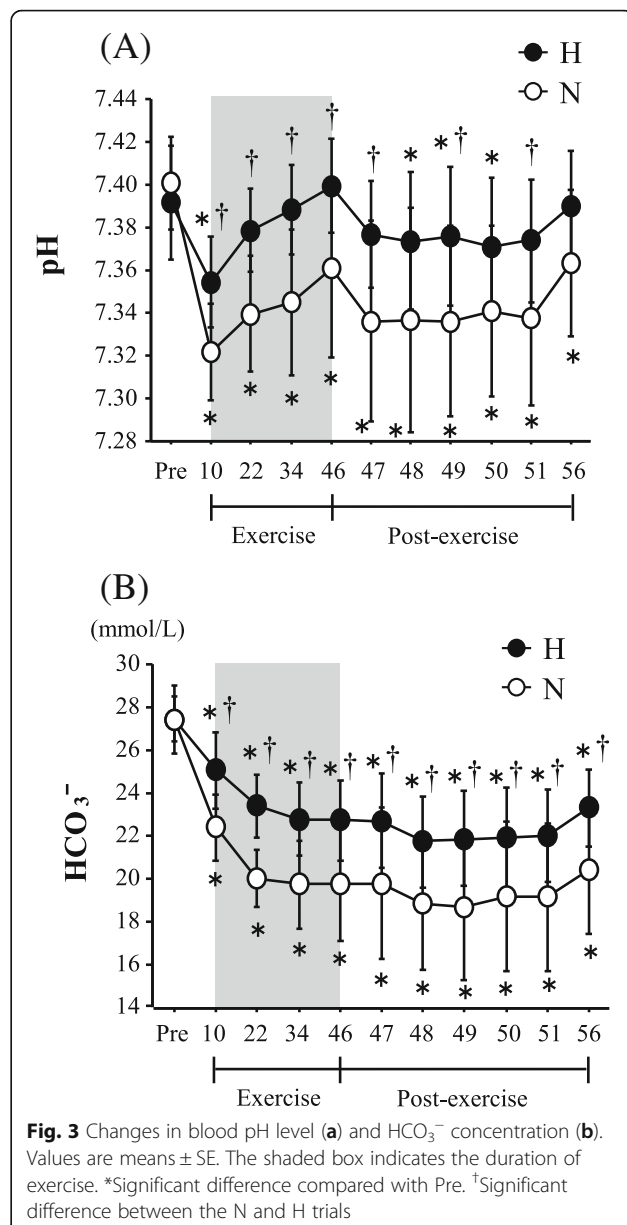 (A)
H
N
7.44
7.42
7.40
7.38
7.36
7.34
7.32
7.30
7.28
pH
* † † † † † * * † * †
* * * * * * * * * *
Pre 10 22 34 46 47 48 49 50 51 56
Exercise Post-exercise
(B)
(mmol/L)
H
N
30
28
26
24
22
20
18
16
14
HCO₃⁻
* † * † * † * † * † * † * † * † * † * †
* * * * * * * * * *
Pre 10 22 34 46 47 48 49 50 51 56
Exercise Post-exercise
Fig. 3 Changes in blood pH level (a) and HCO₃⁻ concentration (b).
Values are means ± SE. The shaded box indicates the duration of
exercise. *Significant difference compared with Pre. †Significant
difference between the N and H trials